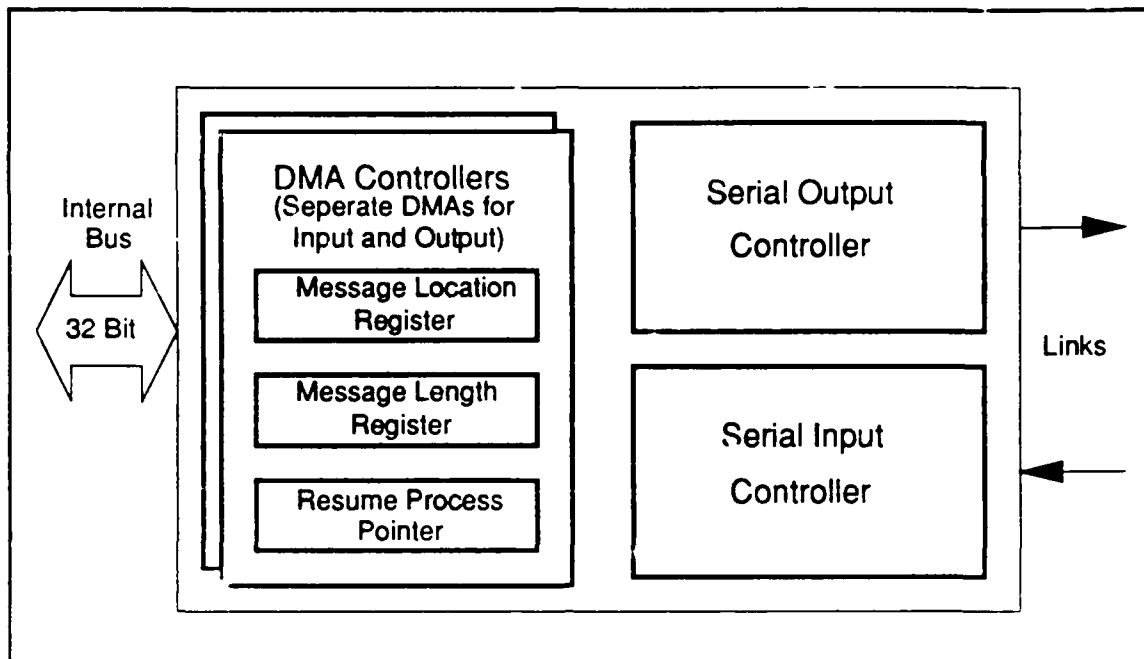 Internal
Bus
32 Bit
DMA Controllers
(Seperate DMAs for
Input and Output)
Message Location
Register
Message Length
Register
Resume Process
Pointer
Serial Output
Controller
Serial Input
Controller
Links